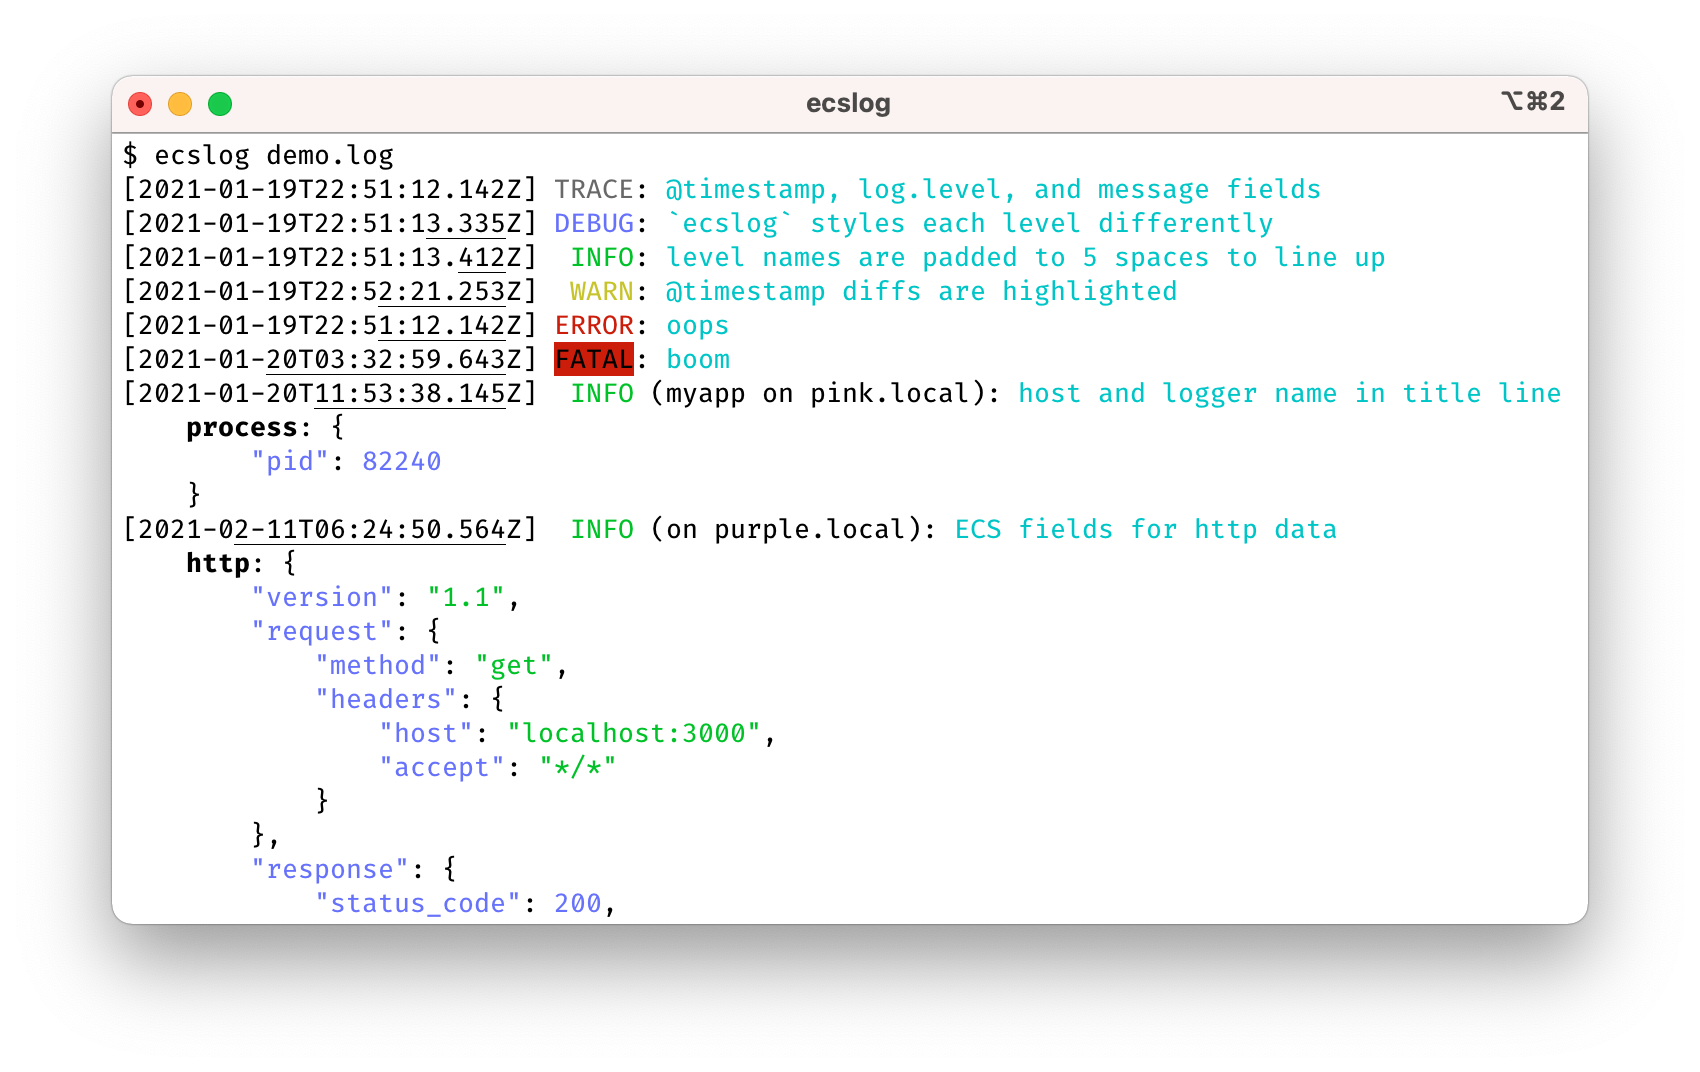 ecslog
⌥⌘2
$ ecslog demo.log
[2021-01-19T22:51:12.142Z] TRACE: @timestamp, log.level, and message fields
[2021-01-19T22:51:13.335Z] DEBUG: `ecslog` styles each level differently
[2021-01-19T22:51:13.412Z]  INFO: level names are padded to 5 spaces to line up
[2021-01-19T22:52:21.253Z]  WARN: @timestamp diffs are highlighted
[2021-01-19T22:51:12.142Z] ERROR: oops
[2021-01-20T03:32:59.643Z] FATAL: boom
[2021-01-20T11:53:38.145Z]  INFO (myapp on pink.local): host and logger name in title line
    process: {
        "pid": 82240
    }
[2021-02-11T06:24:50.564Z]  INFO (on purple.local): ECS fields for http data
    http: {
        "version": "1.1",
        "request": {
            "method": "get",
            "headers": {
                "host": "localhost:3000",
                "accept": "*/*"
            }
        },
        "response": {
            "status_code": 200,